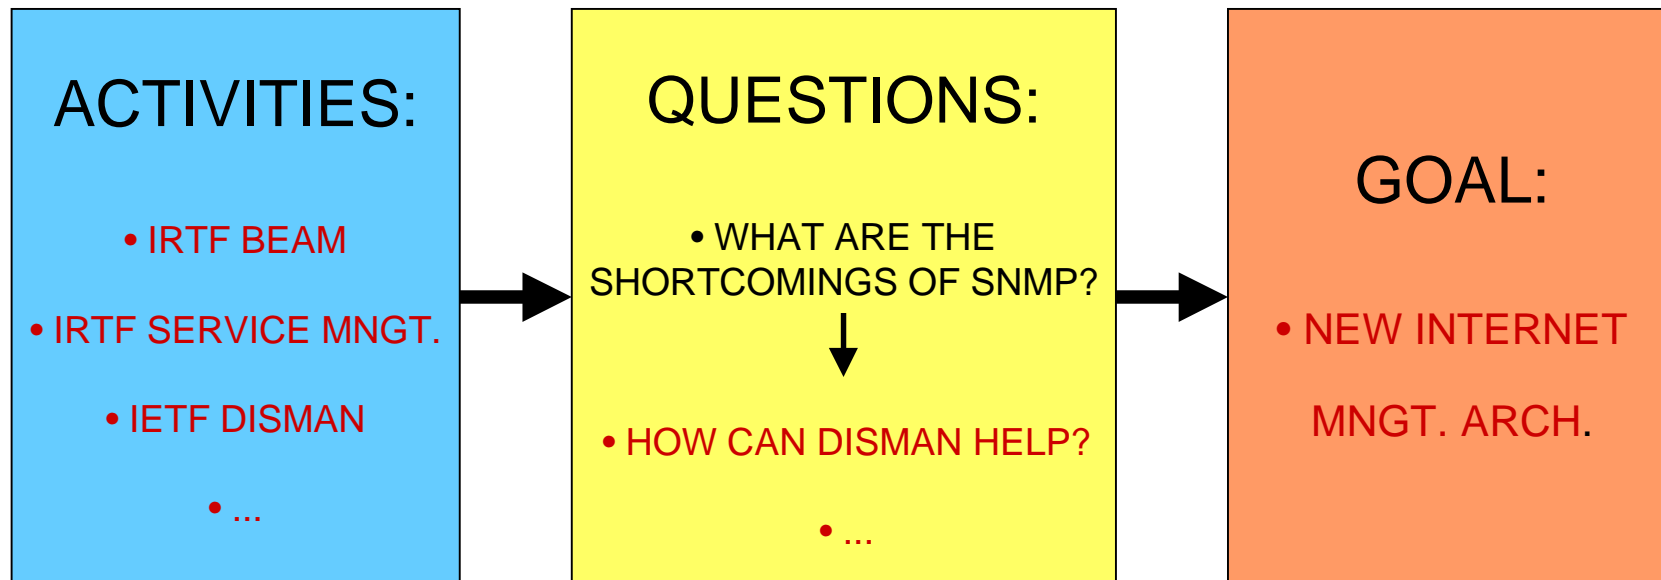 ACTIVITIES:
• IRTF BEAM
• IRTF SERVICE MNGT.
• IETF DISMAN
• ...
QUESTIONS:
• WHAT ARE THE
SHORTCOMINGS OF SNMP?
• HOW CAN DISMAN HELP?
• ...
GOAL:
• NEW INTERNET
MNGT. ARCH.